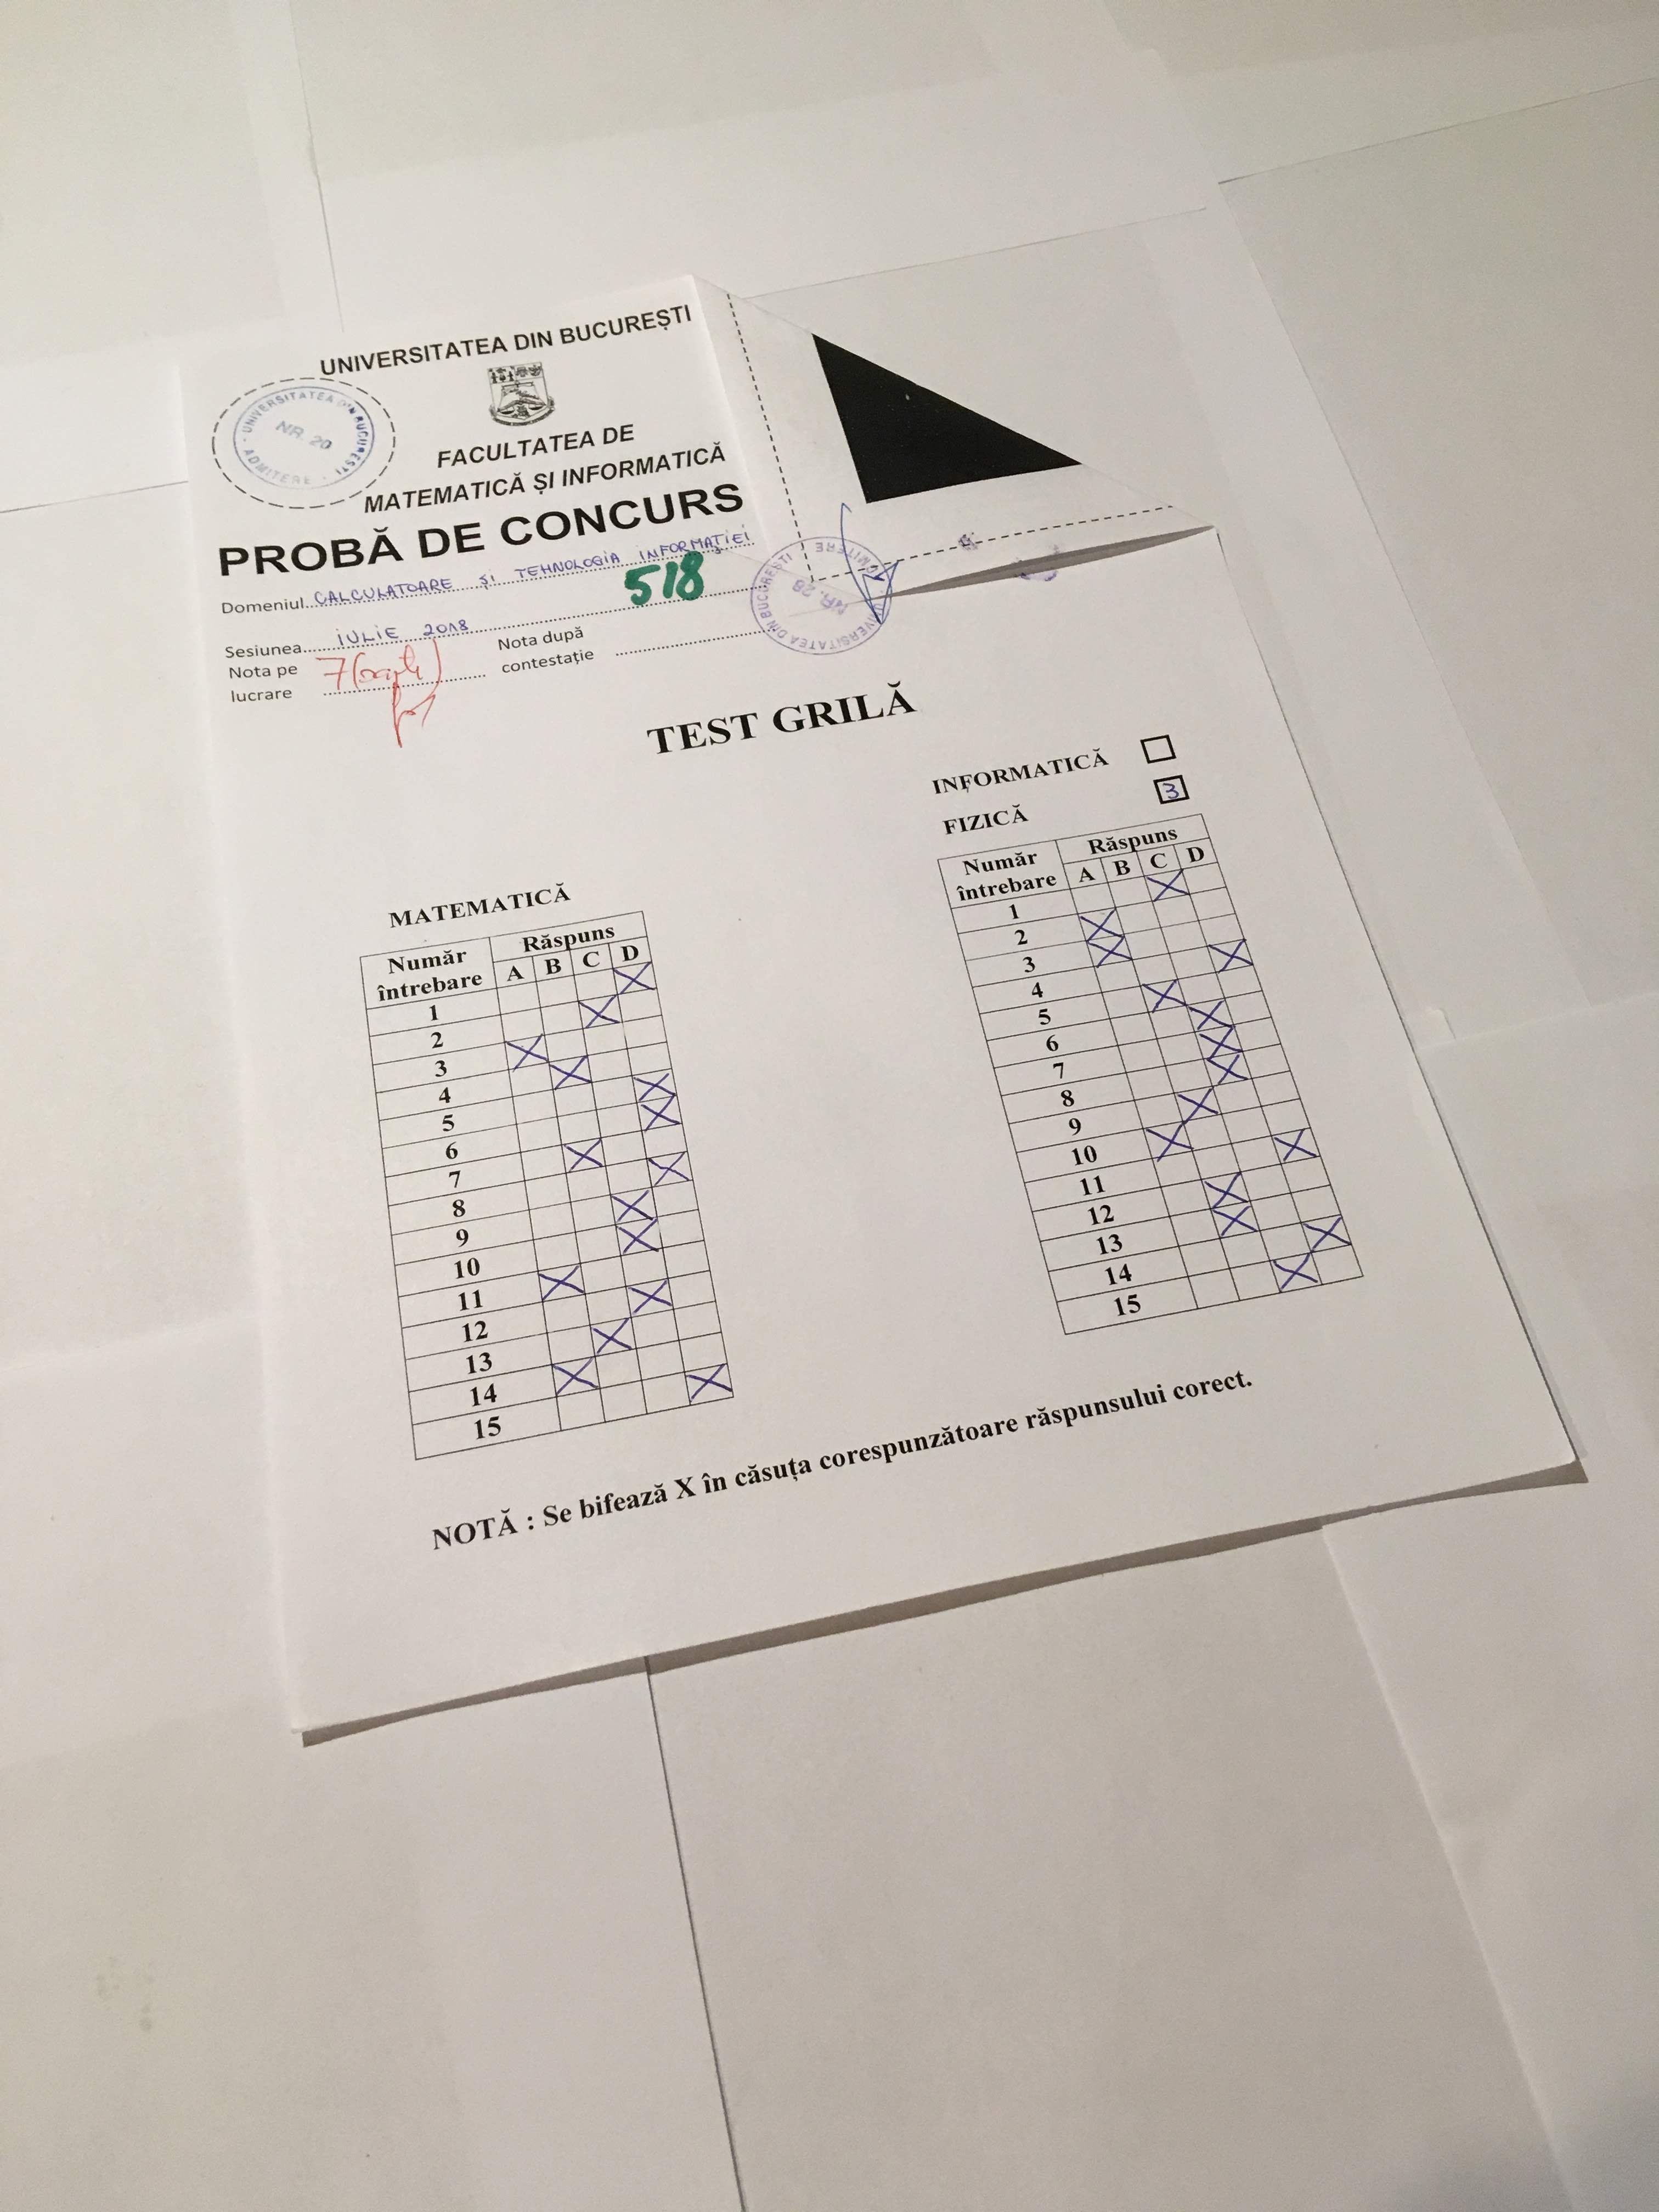 UNIVERSITATEA DIN BUCUREȘTI
UNIVERSITATEA DIN BUCUREȘTI · ADMITERE ·
NR. 20
FACULTATEA DE
MATEMATICĂ ȘI INFORMATICĂ
PROBĂ DE CONCURS
Domeniul CALCULATOARE ȘI TEHNOLOGIA INFORMAȚIEI
518
Sesiunea IULIE 2018
Nota pe lucrare 7 (șapte)
Nota după contestație
UNIVERSITATEA DIN BUCUREȘTI · ADMITERE ·
NR. 28
TEST GRILĂ
INFORMATICĂ
FIZICĂ 3
MATEMATICĂ
Număr întrebare Răspuns
A B C D
1 X
2 X
3 X
4 X
5 X
6 X
7 X
8 X
9 X
10 X
11 X
12 X
13 X
14 X
15 X
Număr întrebare Răspuns
A B C D
1 X
2 X
3 X
4 X
5 X
6 X
7 X
8 X
9 X
10 X
11 X
12 X
13 X
14 X
15 X
NOTĂ : Se bifează X în căsuța corespunzătoare răspunsului corect.